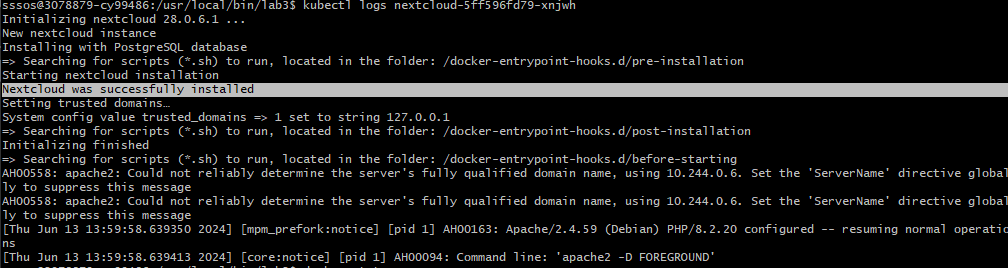 sssos@3078879-cy99486:/usr/local/bin/lab3$ kubectl logs nextcloud-5ff596fd79-xnjwh
Initializing nextcloud 28.0.6.1 ...
New nextcloud instance
Installing with PostgreSQL database
=> Searching for scripts (*.sh) to run, located in the folder: /docker-entrypoint-hooks.d/pre-installation
Starting nextcloud installation
Nextcloud was successfully installed
Setting trusted domains…
System config value trusted_domains => 1 set to string 127.0.0.1
=> Searching for scripts (*.sh) to run, located in the folder: /docker-entrypoint-hooks.d/post-installation
Initializing finished
=> Searching for scripts (*.sh) to run, located in the folder: /docker-entrypoint-hooks.d/before-starting
AH00558: apache2: Could not reliably determine the server's fully qualified domain name, using 10.244.0.6. Set the 'ServerName' directive global
ly to suppress this message
AH00558: apache2: Could not reliably determine the server's fully qualified domain name, using 10.244.0.6. Set the 'ServerName' directive global
ly to suppress this message
[Thu Jun 13 13:59:58.639350 2024] [mpm_prefork:notice] [pid 1] AH00163: Apache/2.4.59 (Debian) PHP/8.2.20 configured -- resuming normal operatio
ns
[Thu Jun 13 13:59:58.639413 2024] [core:notice] [pid 1] AH00094: Command line: 'apache2 -D FOREGROUND'